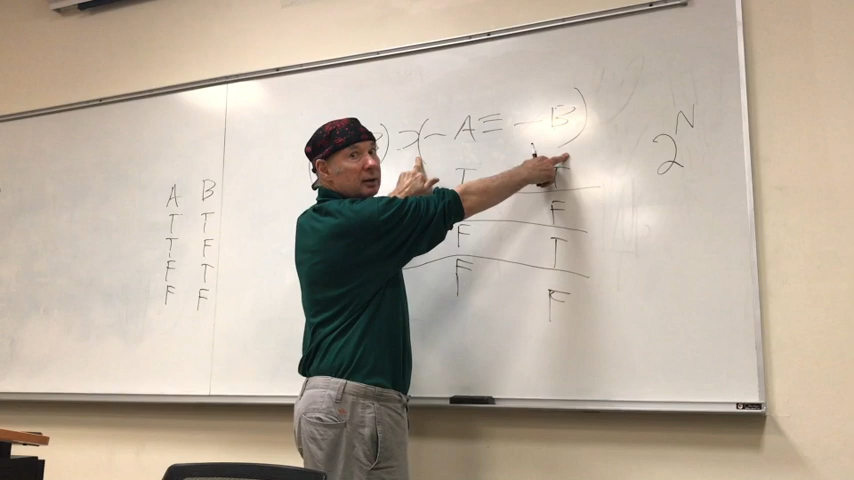 ) ⊃ (- A ≡ - B)
2^N
A B
T T
T F
F T
F F
T T
F
F T
F F